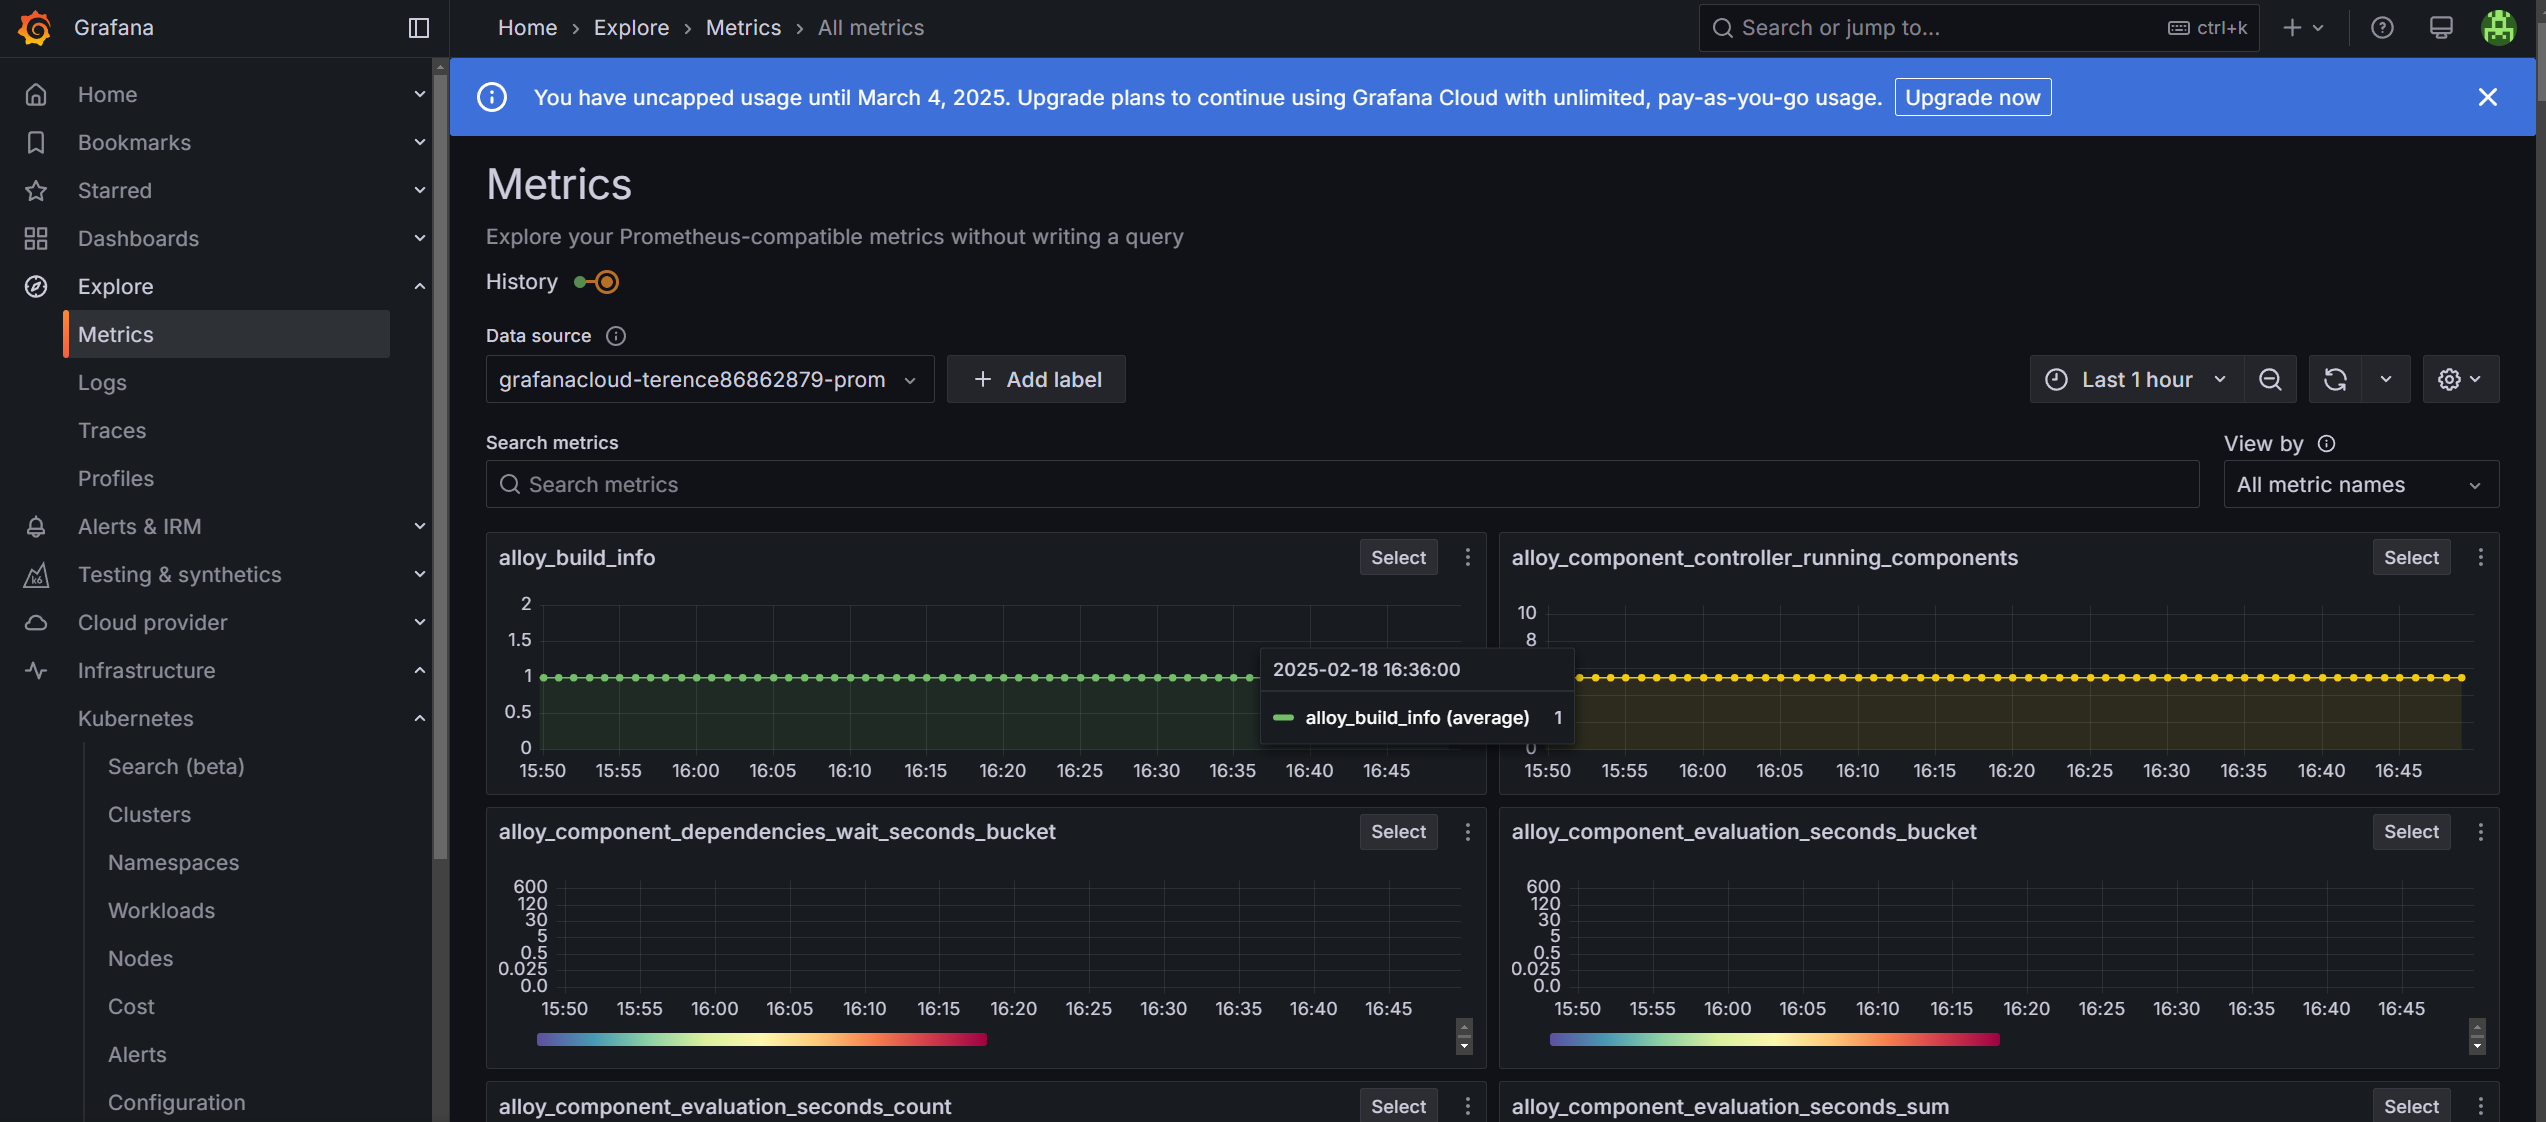 Grafana
Home
Bookmarks
Starred
Dashboards
Explore
Metrics
Logs
Traces
Profiles
Alerts & IRM
Testing & synthetics
Cloud provider
Infrastructure
Kubernetes
Search (beta)
Clusters
Namespaces
Workloads
Nodes
Cost
Alerts
Configuration
Home › Explore › Metrics › All metrics
Search or jump to... ctrl+k
You have uncapped usage until March 4, 2025. Upgrade plans to continue using Grafana Cloud with unlimited, pay-as-you-go usage. Upgrade now
Metrics
Explore your Prometheus-compatible metrics without writing a query
History
Data source
grafanacloud-terence86862879-prom + Add label Last 1 hour
Search metrics View by
Search metrics All metric names
alloy_build_info Select
2
1.5
1
0.5
0
15:50 15:55 16:00 16:05 16:10 16:15 16:20 16:25 16:30 16:35 16:40 16:45
2025-02-18 16:36:00
alloy_build_info (average) 1
alloy_component_controller_running_components Select
10
8
0
15:50 15:55 16:00 16:05 16:10 16:15 16:20 16:25 16:30 16:35 16:40 16:45
alloy_component_dependencies_wait_seconds_bucket Select
600
120
30
5
0.5
0.025
0.0
15:50 15:55 16:00 16:05 16:10 16:15 16:20 16:25 16:30 16:35 16:40 16:45
alloy_component_evaluation_seconds_bucket Select
600
120
30
5
0.5
0.025
0.0
15:50 15:55 16:00 16:05 16:10 16:15 16:20 16:25 16:30 16:35 16:40 16:45
alloy_component_evaluation_seconds_count Select
alloy_component_evaluation_seconds_sum Select